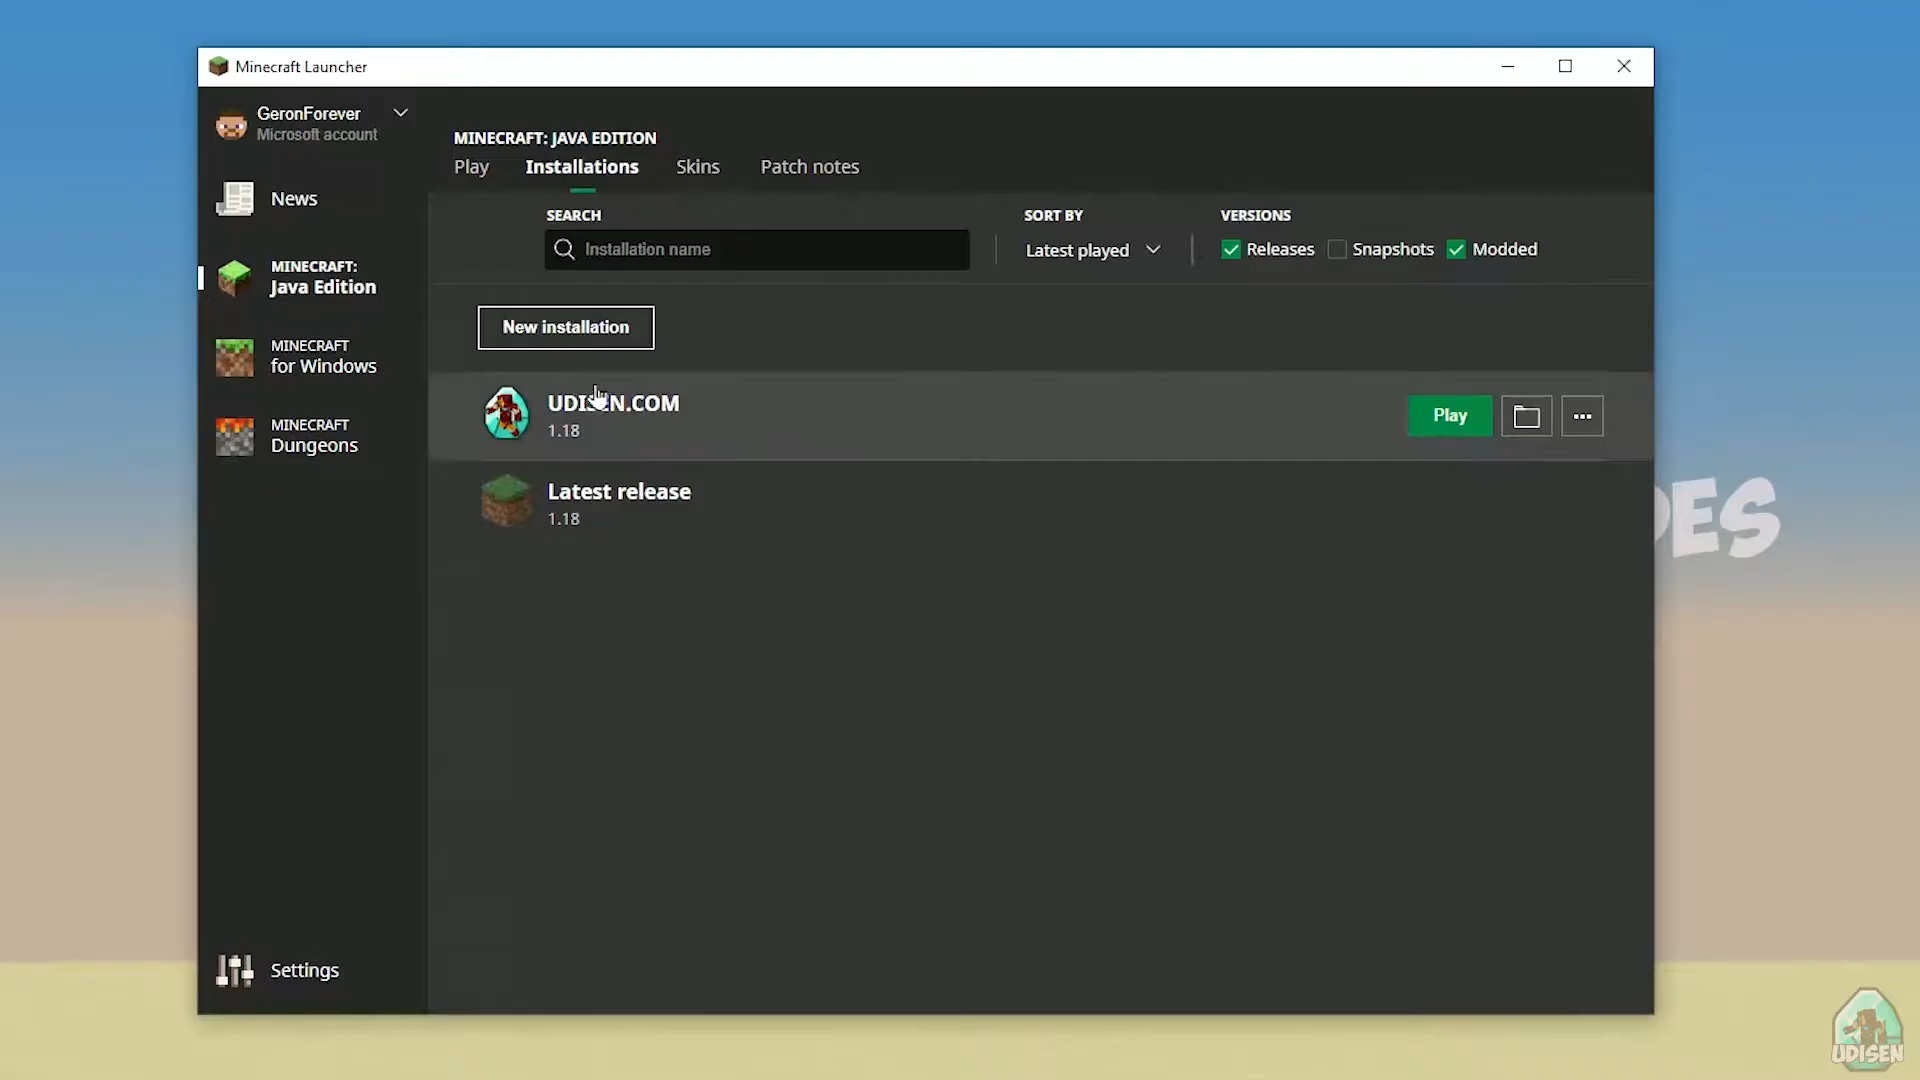 Minecraft Launcher
GeronForever
Microsoft account
News
MINECRAFT:
Java Edition
MINECRAFT
for Windows
MINECRAFT
Dungeons
Settings
MINECRAFT: JAVA EDITION
Play Installations Skins Patch notes
SEARCH SORT BY VERSIONS
Installation name Latest played Releases Snapshots Modded
New installation
UDISEN.COM
1.18
Play
Latest release
1.18
UDISEN